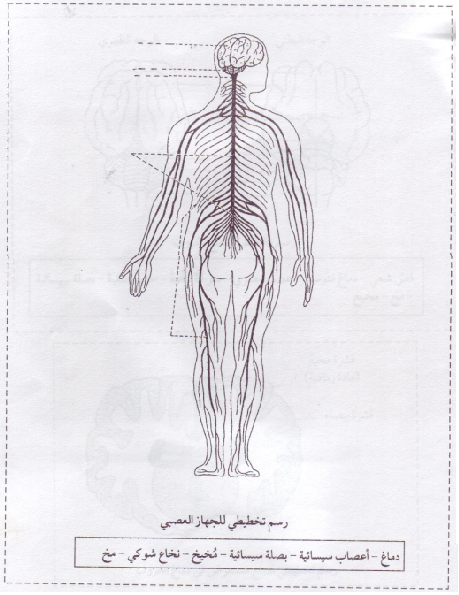 رسم تخطيطي للجهاز العصبي
دماغ - أعصاب سيسائية - بصلة سيسائية - مُخيخ - نخاع شوكي - مخ